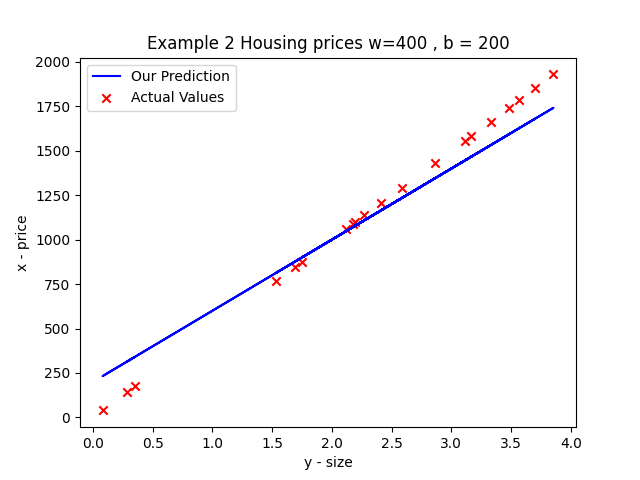 Example 2 Housing prices w=400 , b = 200
Our Prediction
Actual Values
2000
1750
1500
1250
1000
750
500
250
0
x - price
0.0 0.5 1.0 1.5 2.0 2.5 3.0 3.5 4.0
y - size